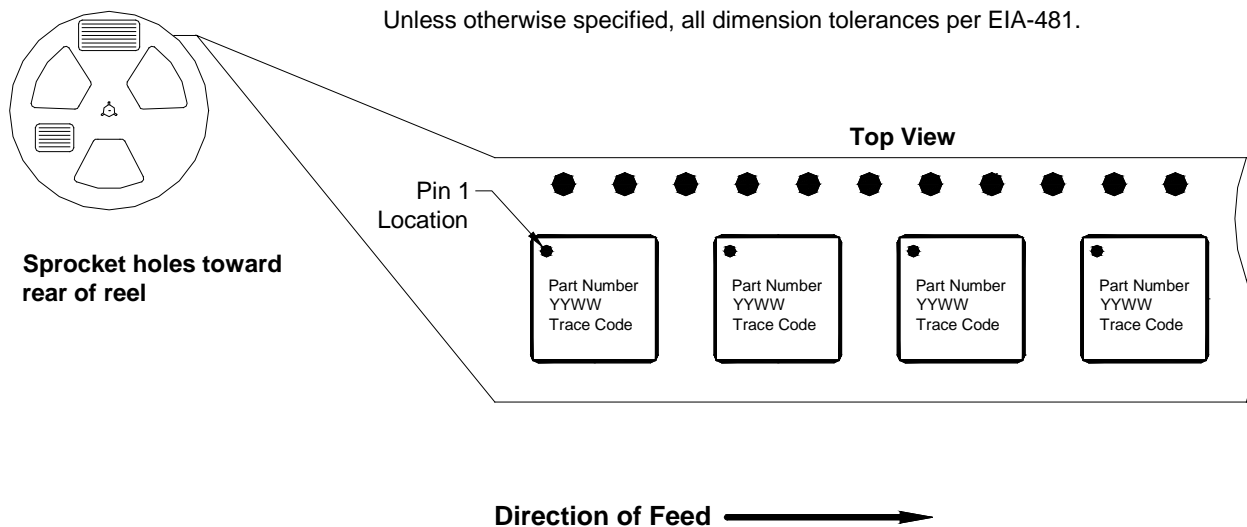 Unless otherwise specified, all dimension tolerances per EIA-481.
Top View
Pin 1
Location
Sprocket holes toward
rear of reel
Part Number
YYWW
Trace Code
Part Number
YYWW
Trace Code
Part Number
YYWW
Trace Code
Part Number
YYWW
Trace Code
Direction of Feed